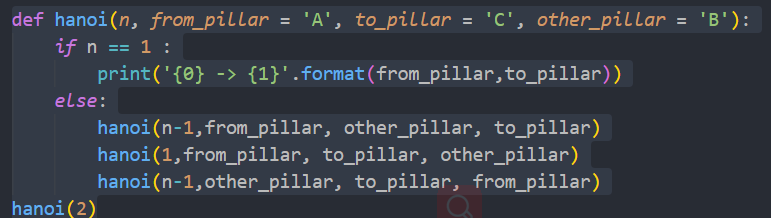 def hanoi(n, from_pillar = 'A', to_pillar = 'C', other_pillar = 'B'):
    if n == 1 :
        print('{0} -> {1}'.format(from_pillar,to_pillar))
    else:
        hanoi(n-1,from_pillar, other_pillar, to_pillar)
        hanoi(1,from_pillar, to_pillar, other_pillar)
        hanoi(n-1,other_pillar, to_pillar, from_pillar)
hanoi(2)